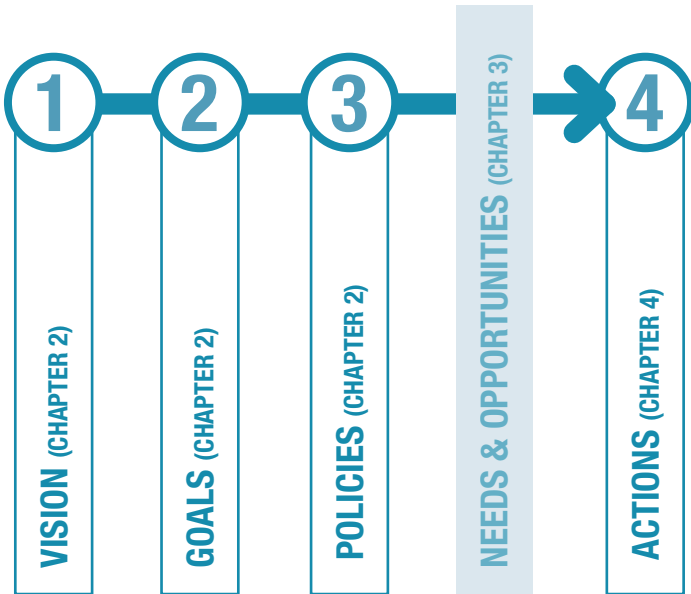 1
2
3
4
VISION (CHAPTER 2)
GOALS (CHAPTER 2)
POLICIES (CHAPTER 2)
NEEDS & OPPORTUNITIES (CHAPTER 3)
ACTIONS (CHAPTER 4)